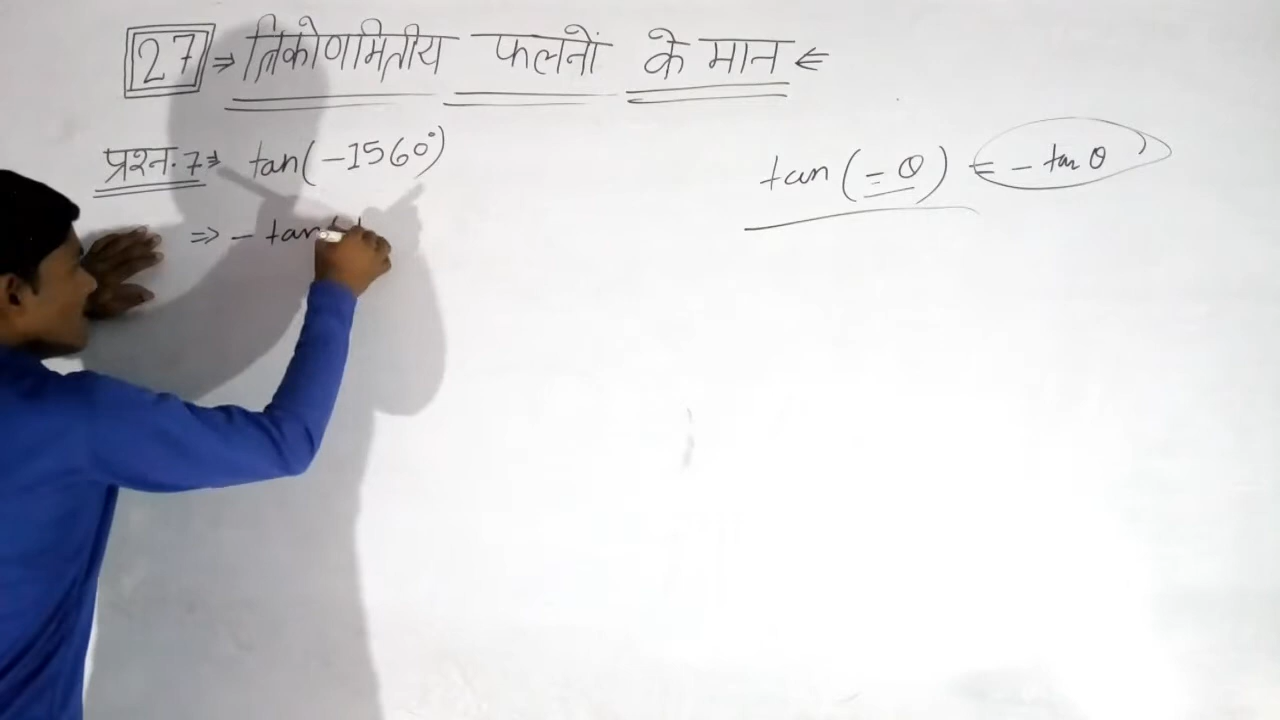 27 ⇒ त्रिकोणमितीय फलनों के मान ⇐
प्रश्न. 7 ⇒ tan(-1560°)
tan (-θ) = - tan θ
⇒ - tan(